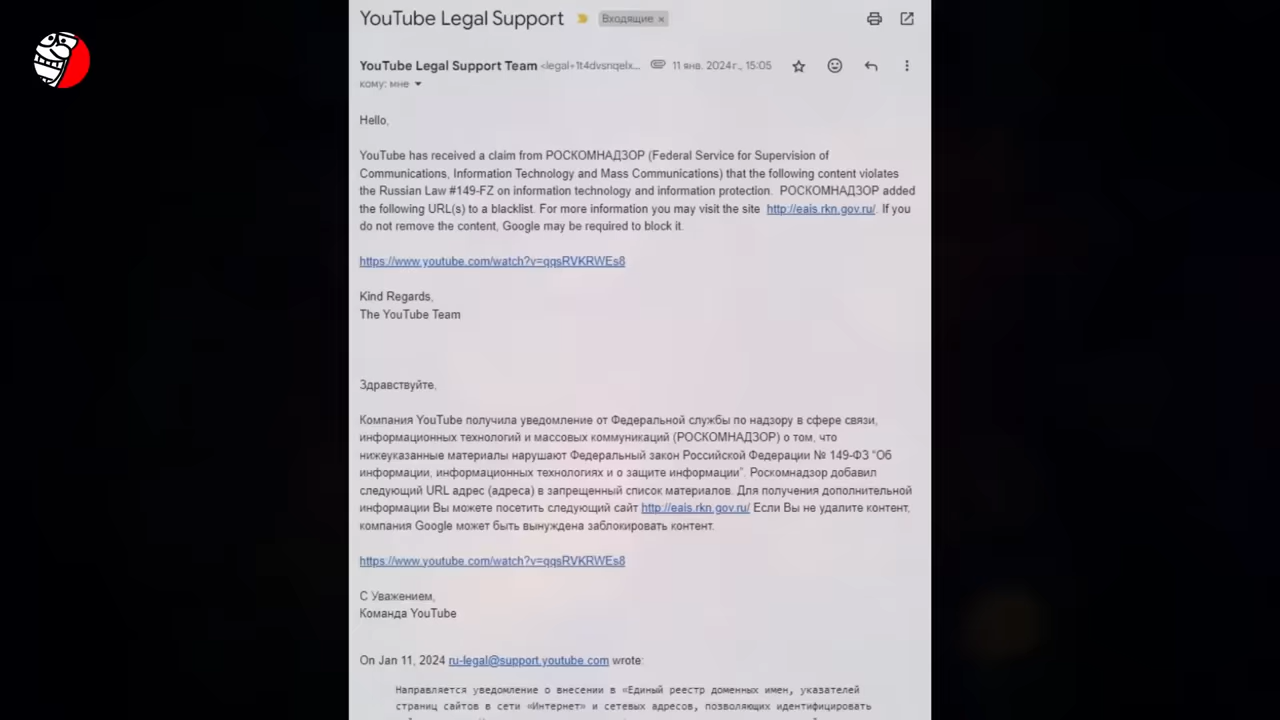 YouTube Legal Support
Входящие ×
YouTube Legal Support Team <legal+1t4dvsnqelx... 11 янв. 2024 г., 15:05
кому: мне
Hello,
YouTube has received a claim from РОСКОМНАДЗОР (Federal Service for Supervision of
Communications, Information Technology and Mass Communications) that the following content violates
the Russian Law #149-FZ on information technology and information protection. РОСКОМНАДЗОР added
the following URL(s) to a blacklist. For more information you may visit the site http://eais.rkn.gov.ru/. If you
do not remove the content, Google may be required to block it.
https://www.youtube.com/watch?v=qqsRVKRWEs8
Kind Regards,
The YouTube Team
Здравствуйте,
Компания YouTube получила уведомление от Федеральной службы по надзору в сфере связи,
информационных технологий и массовых коммуникаций (РОСКОМНАДЗОР) о том, что
нижеуказанные материалы нарушают Федеральный закон Российской Федерации № 149-ФЗ "Об
информации, информационных технологиях и о защите информации". Роскомнадзор добавил
следующий URL адрес (адреса) в запрещенный список материалов. Для получения дополнительной
информации Вы можете посетить следующий сайт http://eais.rkn.gov.ru/ Если Вы не удалите контент,
компания Google может быть вынуждена заблокировать контент.
https://www.youtube.com/watch?v=qqsRVKRWEs8
С Уважением,
Команда YouTube
On Jan 11, 2024 ru-legal@support.youtube.com wrote:
Направляется уведомление о внесении в «Единый реестр доменных имен, указателей
страниц сайтов в сети «Интернет» и сетевых адресов, позволяющих идентифицировать